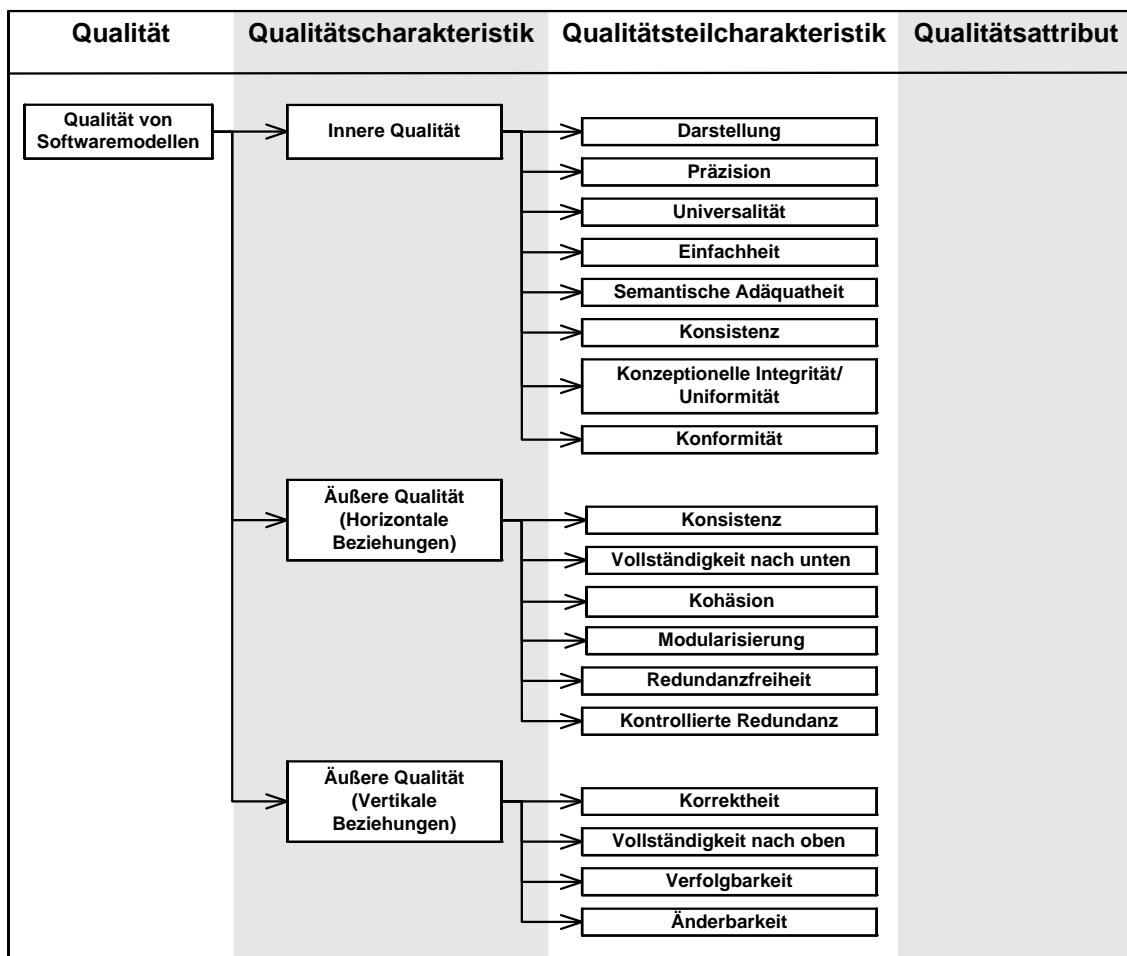 Qualität
Qualitätscharakteristik
Qualitätsteilcharakteristik
Qualitätsattribut
Qualität von
Softwaremodellen
Innere Qualität
Darstellung
Präzision
Universalität
Einfachheit
Semantische Adäquatheit
Konsistenz
Konzeptionelle Integrität/
Uniformität
Konformität
Äußere Qualität
(Horizontale
Beziehungen)
Konsistenz
Vollständigkeit nach unten
Kohäsion
Modularisierung
Redundanzfreiheit
Kontrollierte Redundanz
Äußere Qualität
(Vertikale
Beziehungen)
Korrektheit
Vollständigkeit nach oben
Verfolgbarkeit
Änderbarkeit